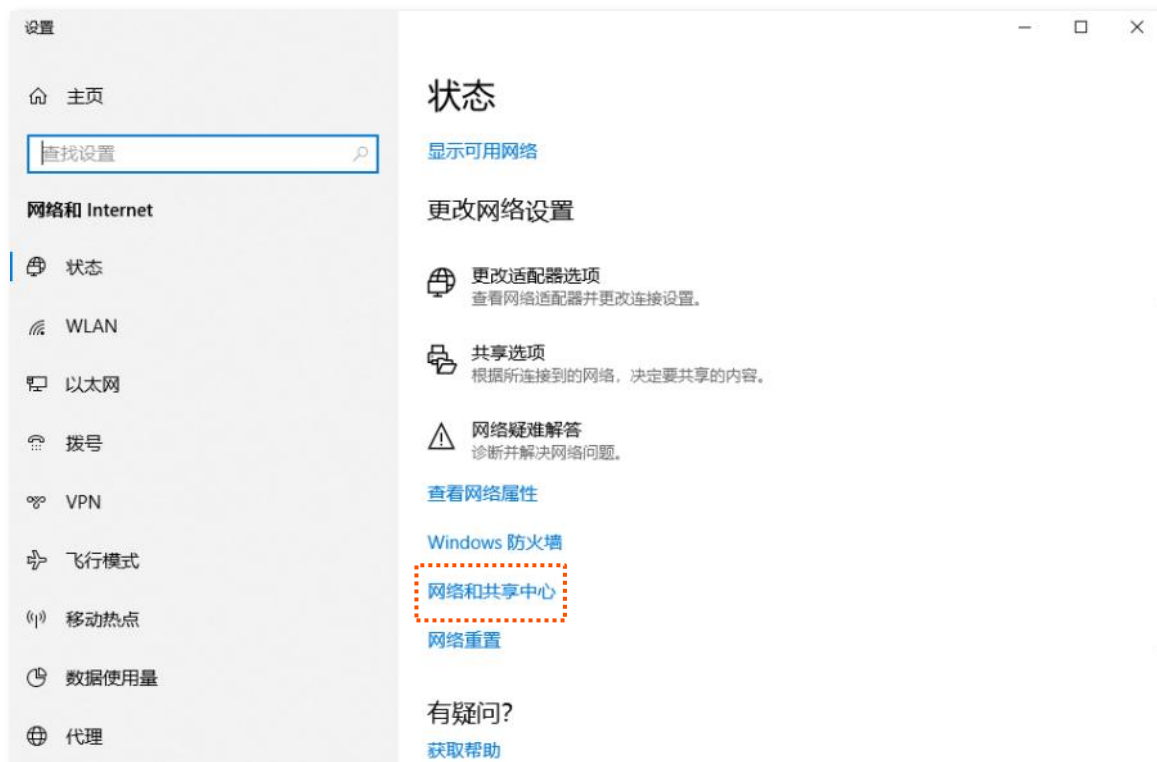 设置
主页
查找设置
网络和 Internet
状态
WLAN
以太网
拨号
VPN
飞行模式
移动热点
数据使用量
代理
状态
显示可用网络
更改网络设置
更改适配器选项
查看网络适配器并更改连接设置。
共享选项
根据所连接到的网络，决定要共享的内容。
网络疑难解答
诊断并解决网络问题。
查看网络属性
Windows 防火墙
网络和共享中心
网络重置
有疑问?
获取帮助